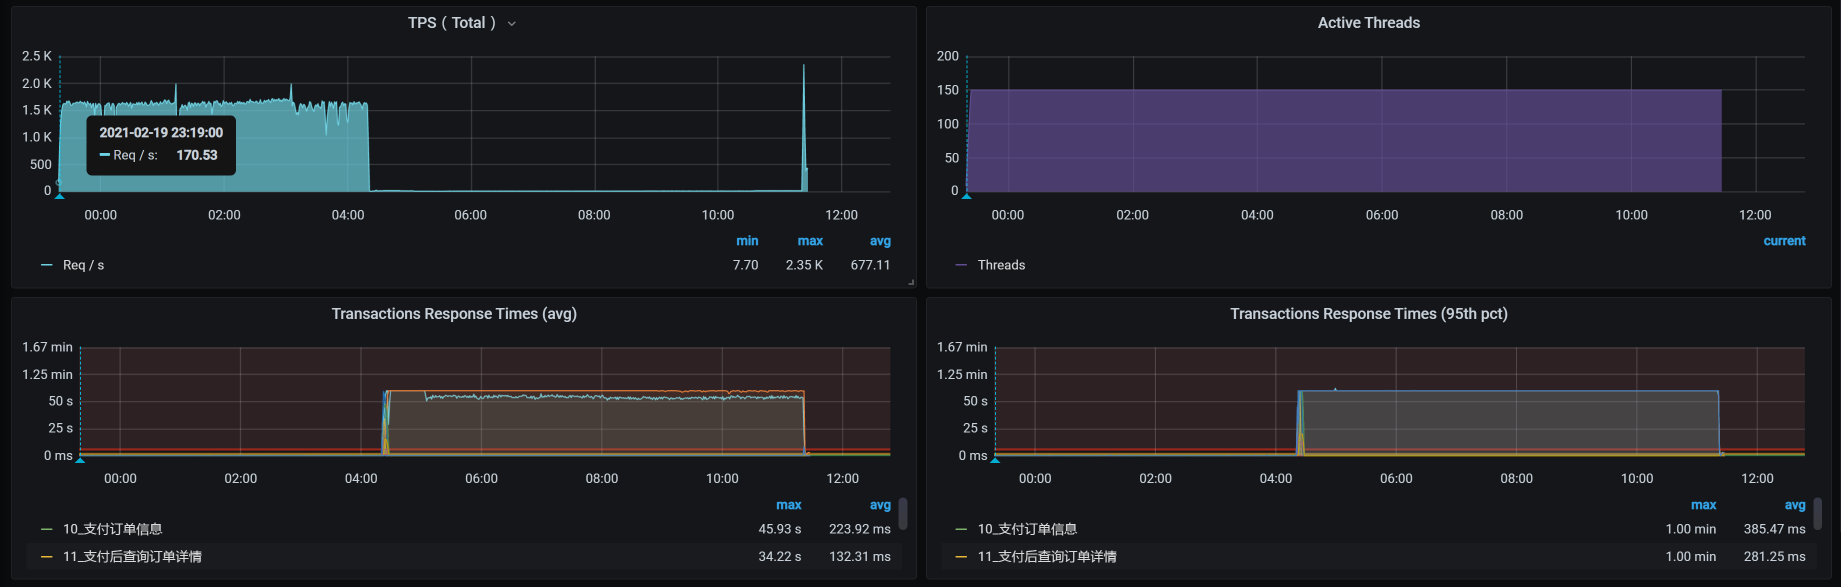 TPS ( Total )
2.5 K
2.0 K
1.5 K
1.0 K
500
0
2021-02-19 23:19:00
Req / s: 170.53
00:00 02:00 04:00 06:00 08:00 10:00 12:00
min max avg
Req / s 7.70 2.35 K 677.11
Active Threads
200
150
100
50
0
00:00 02:00 04:00 06:00 08:00 10:00 12:00
current
Threads
Transactions Response Times (avg)
1.67 min
1.25 min
50 s
25 s
0 ms
00:00 02:00 04:00 06:00 08:00 10:00 12:00
max avg
10_支付订单信息 45.93 s 223.92 ms
11_支付后查询订单详情 34.22 s 132.31 ms
Transactions Response Times (95th pct)
1.67 min
1.25 min
50 s
25 s
0 ms
00:00 02:00 04:00 06:00 08:00 10:00 12:00
max avg
10_支付订单信息 1.00 min 385.47 ms
11_支付后查询订单详情 1.00 min 281.25 ms